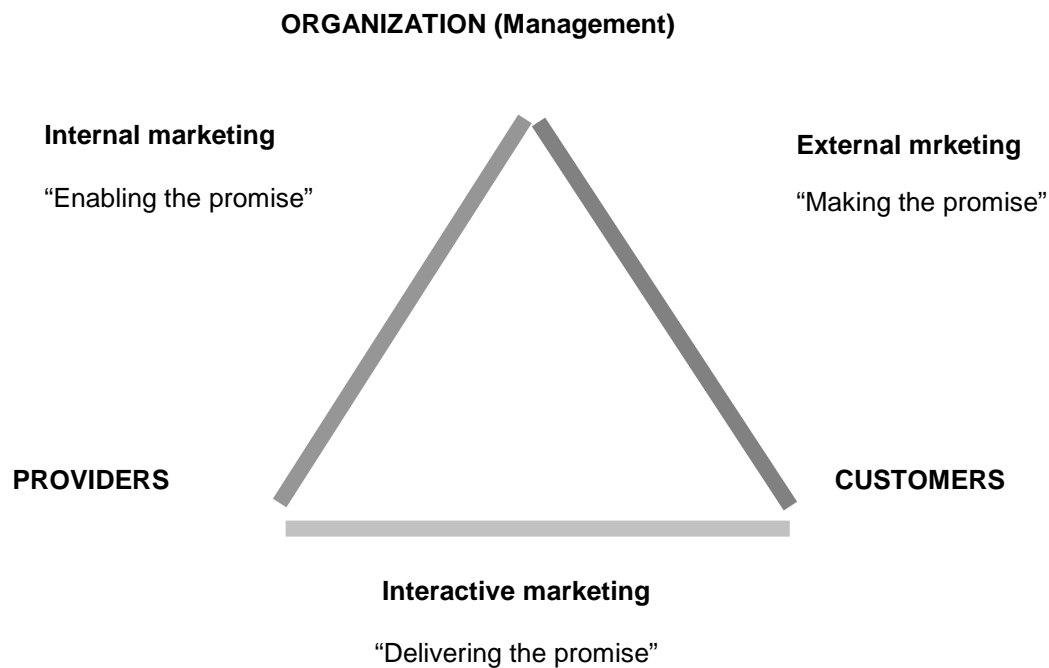 ORGANIZATION (Management)
Internal marketing
“Enabling the promise”
External mrketing
“Making the promise”
PROVIDERS
CUSTOMERS
Interactive marketing
“Delivering the promise”